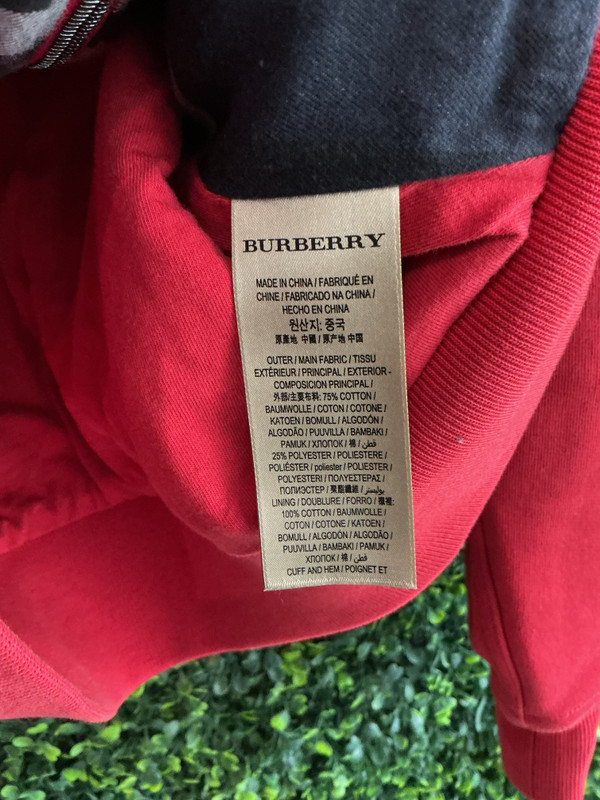 BURBERRY
MADE IN CHINA / FABRIQUÉ EN
CHINE / FABRICADO NA CHINA /
HECHO EN CHINA
원산지: 중국
原產地 中國 / 原产地 中国
OUTER / MAIN FABRIC / TISSU
EXTÉRIEUR / PRINCIPAL / EXTERIOR -
COMPOSICION PRINCIPAL /
外部/主要布料: 75% COTTON /
BAUMWOLLE / COTON / COTONE /
KATOEN / BOMULL / ALGODÓN /
ALGODÃO / PUUVILLA / BAMBAKI /
PAMUK / ХЛОПОК / 棉 / قطن /
25% POLYESTER / POLIESTERE /
POLIÉSTER / poliester / POLIESTER /
POLYESTERI / ΠΟΛΥΕΣΤΕΡΑΣ /
ПОЛИЭСТЕР / 聚脂纖維 / بوليستر /
LINING / DOUBLURE / FORRO / 襯裡:
100% COTTON / BAUMWOLLE /
COTON / COTONE / KATOEN /
BOMULL / ALGODÓN / ALGODÃO /
PUUVILLA / BAMBAKI / PAMUK /
ХЛОПОК / 棉 / قطن /
CUFF AND HEM / POIGNET ET